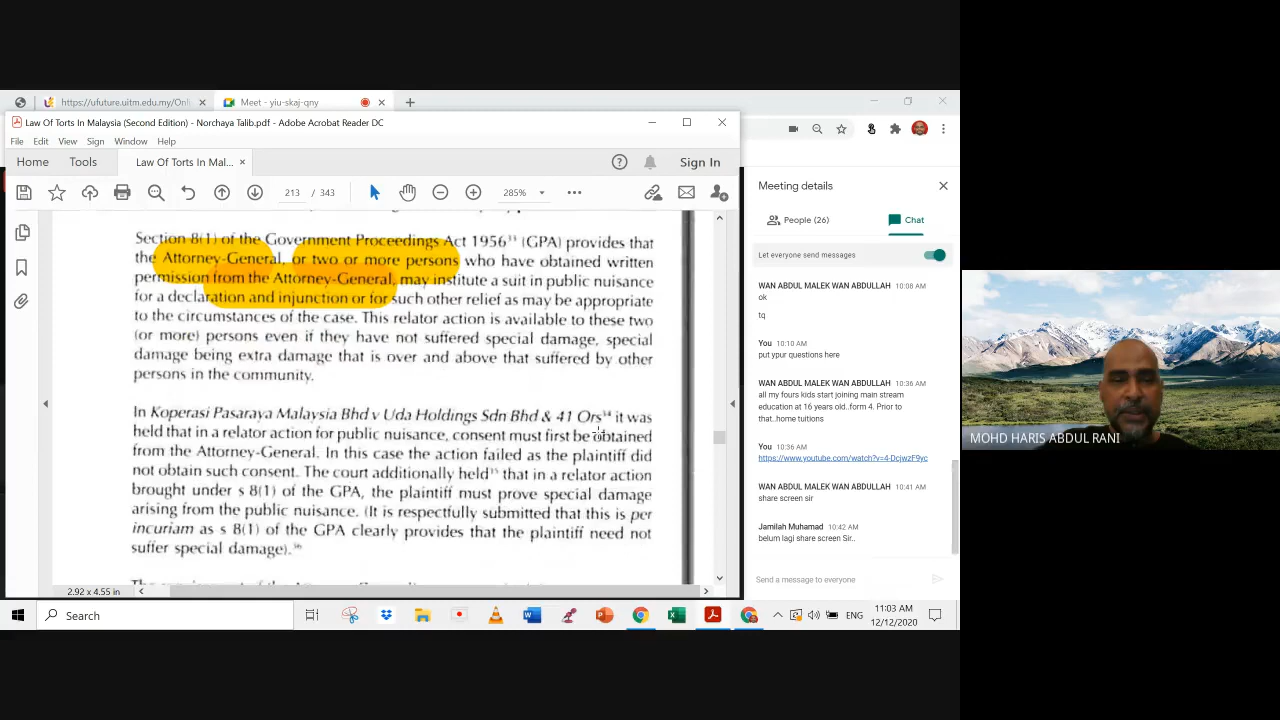 https://ufuture.uitm.edu.my/Onl
Meet - yiu-skaj-qny
Law Of Torts In Malaysia (Second Edition) - Norchaya Talib.pdf - Adobe Acrobat Reader DC
File Edit View Sign Window Help
Home Tools Law Of Torts In Mal... Sign In
213 / 343 285%
Section 8(1) of the Government Proceedings Act 1956¹³ (GPA) provides that
the Attorney-General, or two or more persons who have obtained written
permission from the Attorney-General, may institute a suit in public nuisance
for a declaration and injunction or for such other relief as may be appropriate
to the circumstances of the case. This relator action is available to these two
(or more) persons even if they have not suffered special damage, special
damage being extra damage that is over and above that suffered by other
persons in the community.
In Koperasi Pasaraya Malaysia Bhd v Uda Holdings Sdn Bhd & 41 Ors¹⁴ it was
held that in a relator action for public nuisance, consent must first be obtained
from the Attorney-General. In this case the action failed as the plaintiff did
not obtain such consent. The court additionally held¹⁵ that in a relator action
brought under s 8(1) of the GPA, the plaintiff must prove special damage
arising from the public nuisance. (It is respectfully submitted that this is per
incuriam as s 8(1) of the GPA clearly provides that the plaintiff need not
suffer special damage).¹⁶
2.92 x 4.55 in
Meeting details
People (26) Chat
Let everyone send messages
WAN ABDUL MALEK WAN ABDULLAH 10:08 AM
ok
tq
You 10:10 AM
put ypur questions here
WAN ABDUL MALEK WAN ABDULLAH 10:36 AM
all my fours kids start joining main stream
education at 16 years old..form 4. Prior to
that..home tuitions
You 10:36 AM
https://www.youtube.com/watch?v=4-DcjwzF9yc
WAN ABDUL MALEK WAN ABDULLAH 10:41 AM
share screen sir
Jamilah Muhamad 10:42 AM
belum lagi share screen Sir..
Send a message to everyone
MOHD HARIS ABDUL RANI
Search
ENG
11:03 AM
12/12/2020